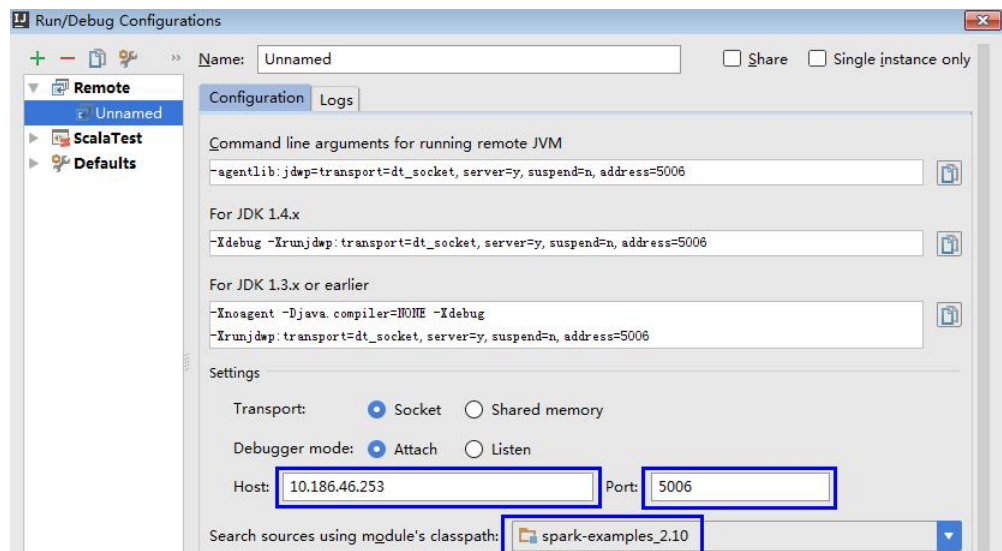 Run/Debug Configurations
Name: Unnamed Share Single instance only
Remote
Unnamed
ScalaTest
Defaults
Configuration Logs
Command line arguments for running remote JVM
-agentlib:jdwp=transport=dt_socket, server=y, suspend=n, address=5006
For JDK 1.4.x
-Xdebug -Xrunjdwp:transport=dt_socket, server=y, suspend=n, address=5006
For JDK 1.3.x or earlier
-Xnoagent -Djava.compiler=NONE -Xdebug
-Xrunjdwp:transport=dt_socket, server=y, suspend=n, address=5006
Settings
Transport: Socket Shared memory
Debugger mode: Attach Listen
Host: 10.186.46.253 Port: 5006
Search sources using module's classpath: spark-examples_2.10